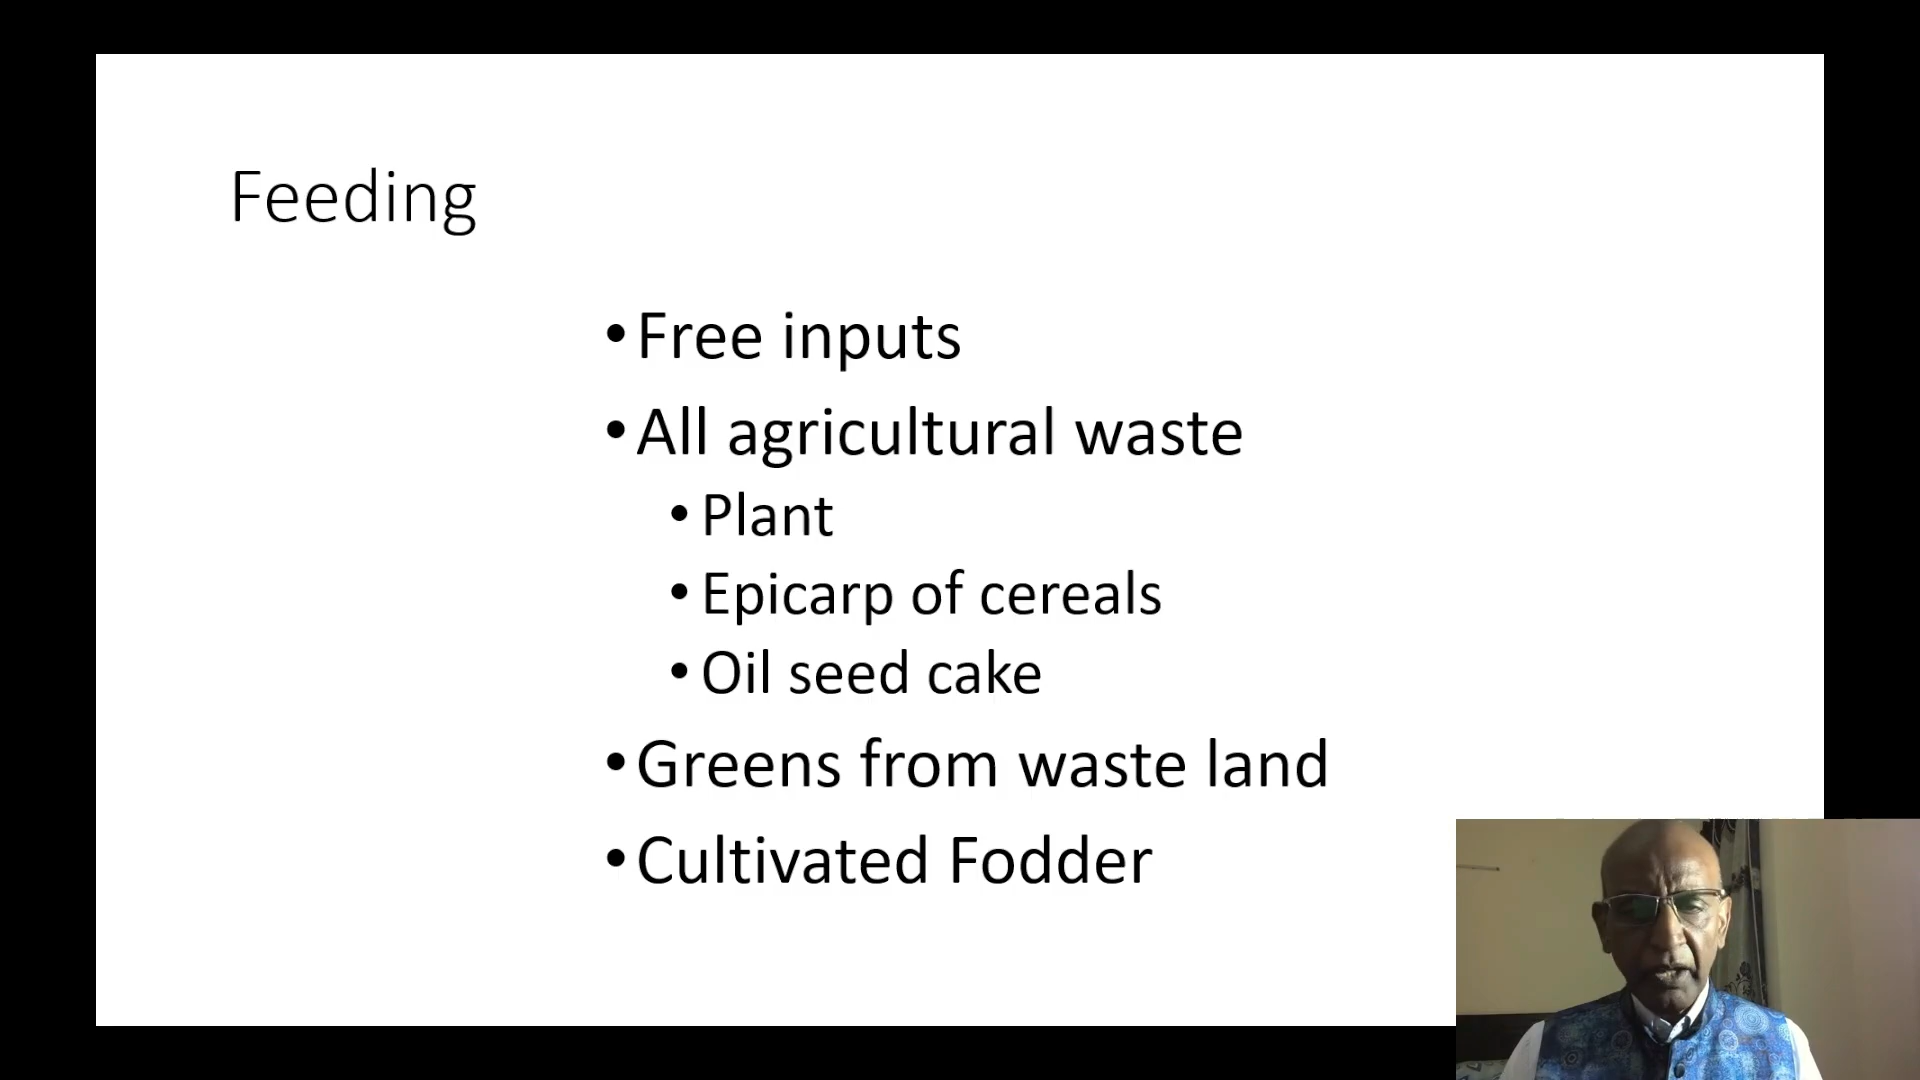 Feeding
•Free inputs
•All agricultural waste
•Plant
•Epicarp of cereals
•Oil seed cake
•Greens from waste land
•Cultivated Fodder